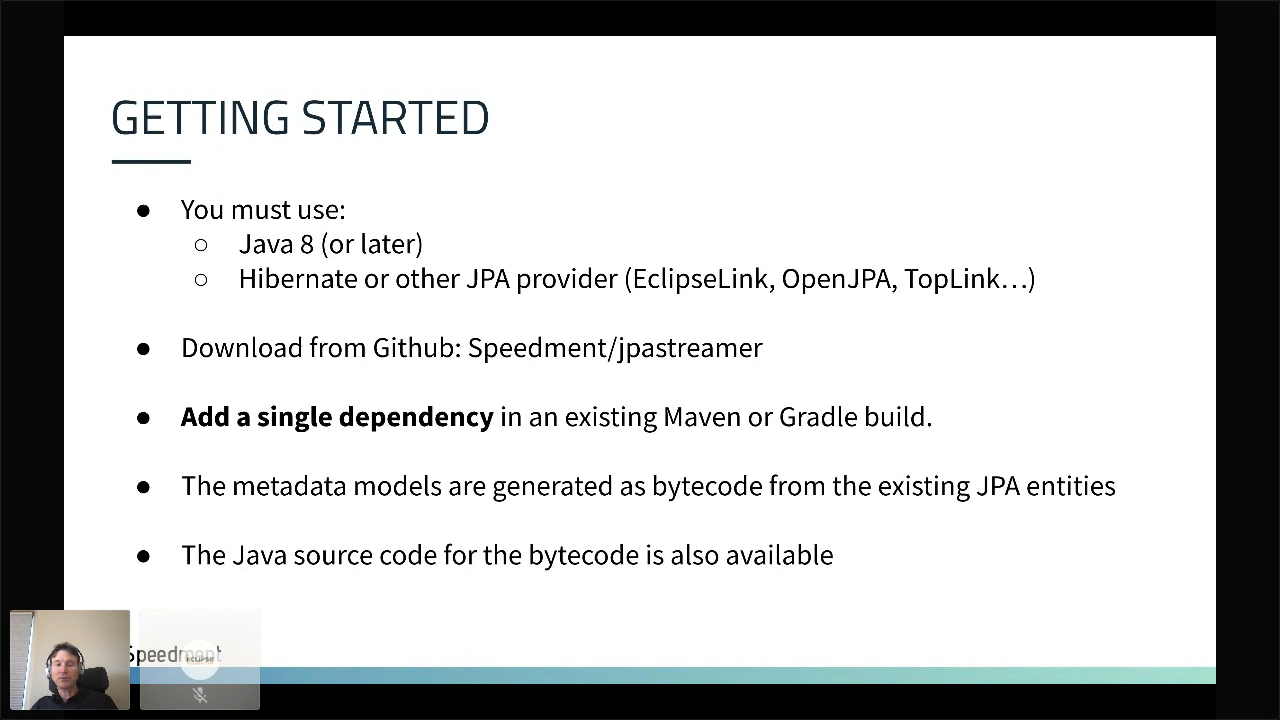 GETTING STARTED
● You must use:
○ Java 8 (or later)
○ Hibernate or other JPA provider (EclipseLink, OpenJPA, TopLink…)
● Download from Github: Speedment/jpastreamer
● Add a single dependency in an existing Maven or Gradle build.
● The metadata models are generated as bytecode from the existing JPA entities
● The Java source code for the bytecode is also available
Speedment
ECLIPSE